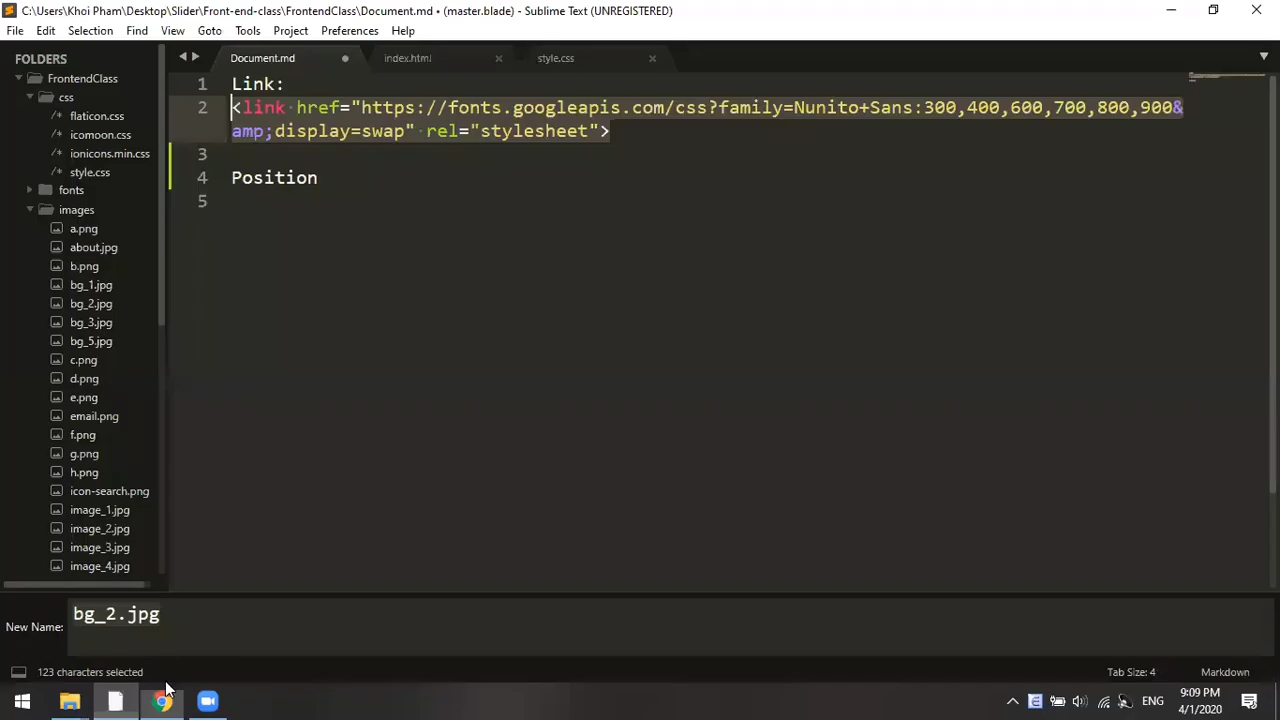 C:\Users\Khoi Pham\Desktop\Slider\Front-end-class\FrontendClass\Document.md • (master.blade) - Sublime Text (UNREGISTERED)
File Edit Selection Find View Goto Tools Project Preferences Help
FOLDERS
FrontendClass
css
/* flaticon.css
/* icomoon.css
/* ionicons.min.css
/* style.css
fonts
images
a.png
about.jpg
b.png
bg_1.jpg
bg_2.jpg
bg_3.jpg
bg_5.jpg
c.png
d.png
e.png
email.png
f.png
g.png
h.png
icon-search.png
image_1.jpg
image_2.jpg
image_3.jpg
image_4.jpg
Document.md index.html style.css
1 Link:
2 <link href="https://fonts.googleapis.com/css?family=Nunito+Sans:300,400,600,700,800,900&
amp;display=swap" rel="stylesheet">
3
4 Position
5
New Name: bg_2.jpg
123 characters selected Tab Size: 4 Markdown
ENG 9:09 PM
4/1/2020